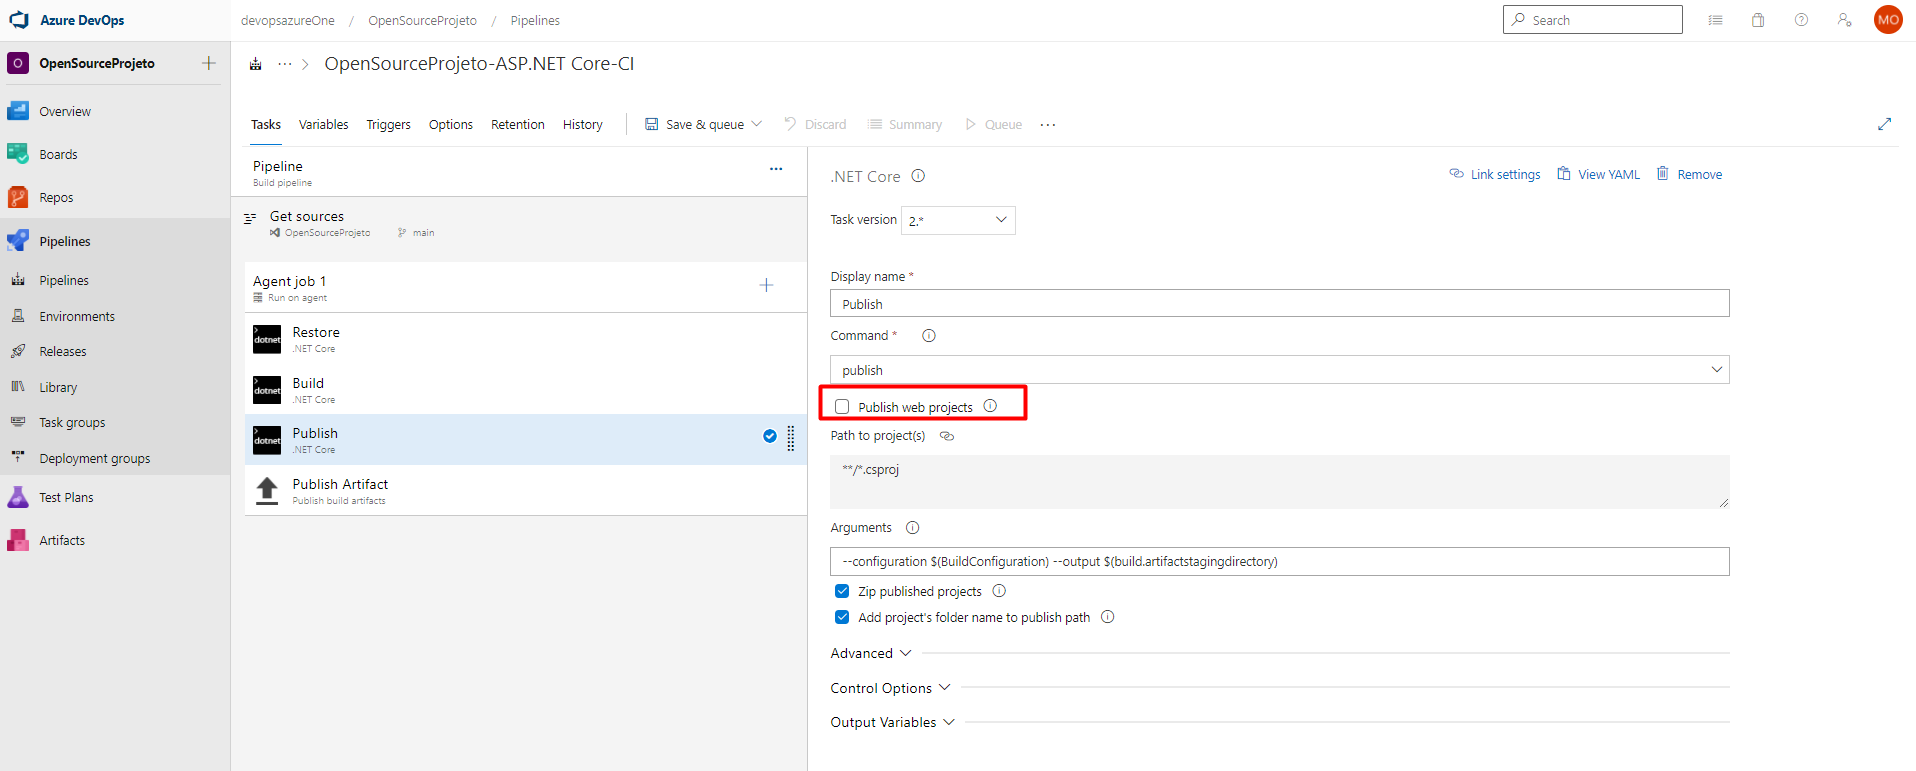 Azure DevOps
devopsazureOne / OpenSourceProjeto / Pipelines
Search
MO
O OpenSourceProjeto
Overview
Boards
Repos
Pipelines
Pipelines
Environments
Releases
Library
Task groups
Deployment groups
Test Plans
Artifacts
··· > OpenSourceProjeto-ASP.NET Core-CI
Tasks Variables Triggers Options Retention History Save & queue Discard Summary Queue ···
Pipeline
Build pipeline
Get sources
OpenSourceProjeto main
Agent job 1
Run on agent
dotnet Restore
.NET Core
dotnet Build
.NET Core
dotnet Publish
.NET Core
Publish Artifact
Publish build artifacts
.NET Core
Link settings View YAML Remove
Task version 2.*
Display name *
Publish
Command *
publish
Publish web projects
Path to project(s)
**/*.csproj
Arguments
--configuration $(BuildConfiguration) --output $(build.artifactstagingdirectory)
Zip published projects
Add project's folder name to publish path
Advanced
Control Options
Output Variables